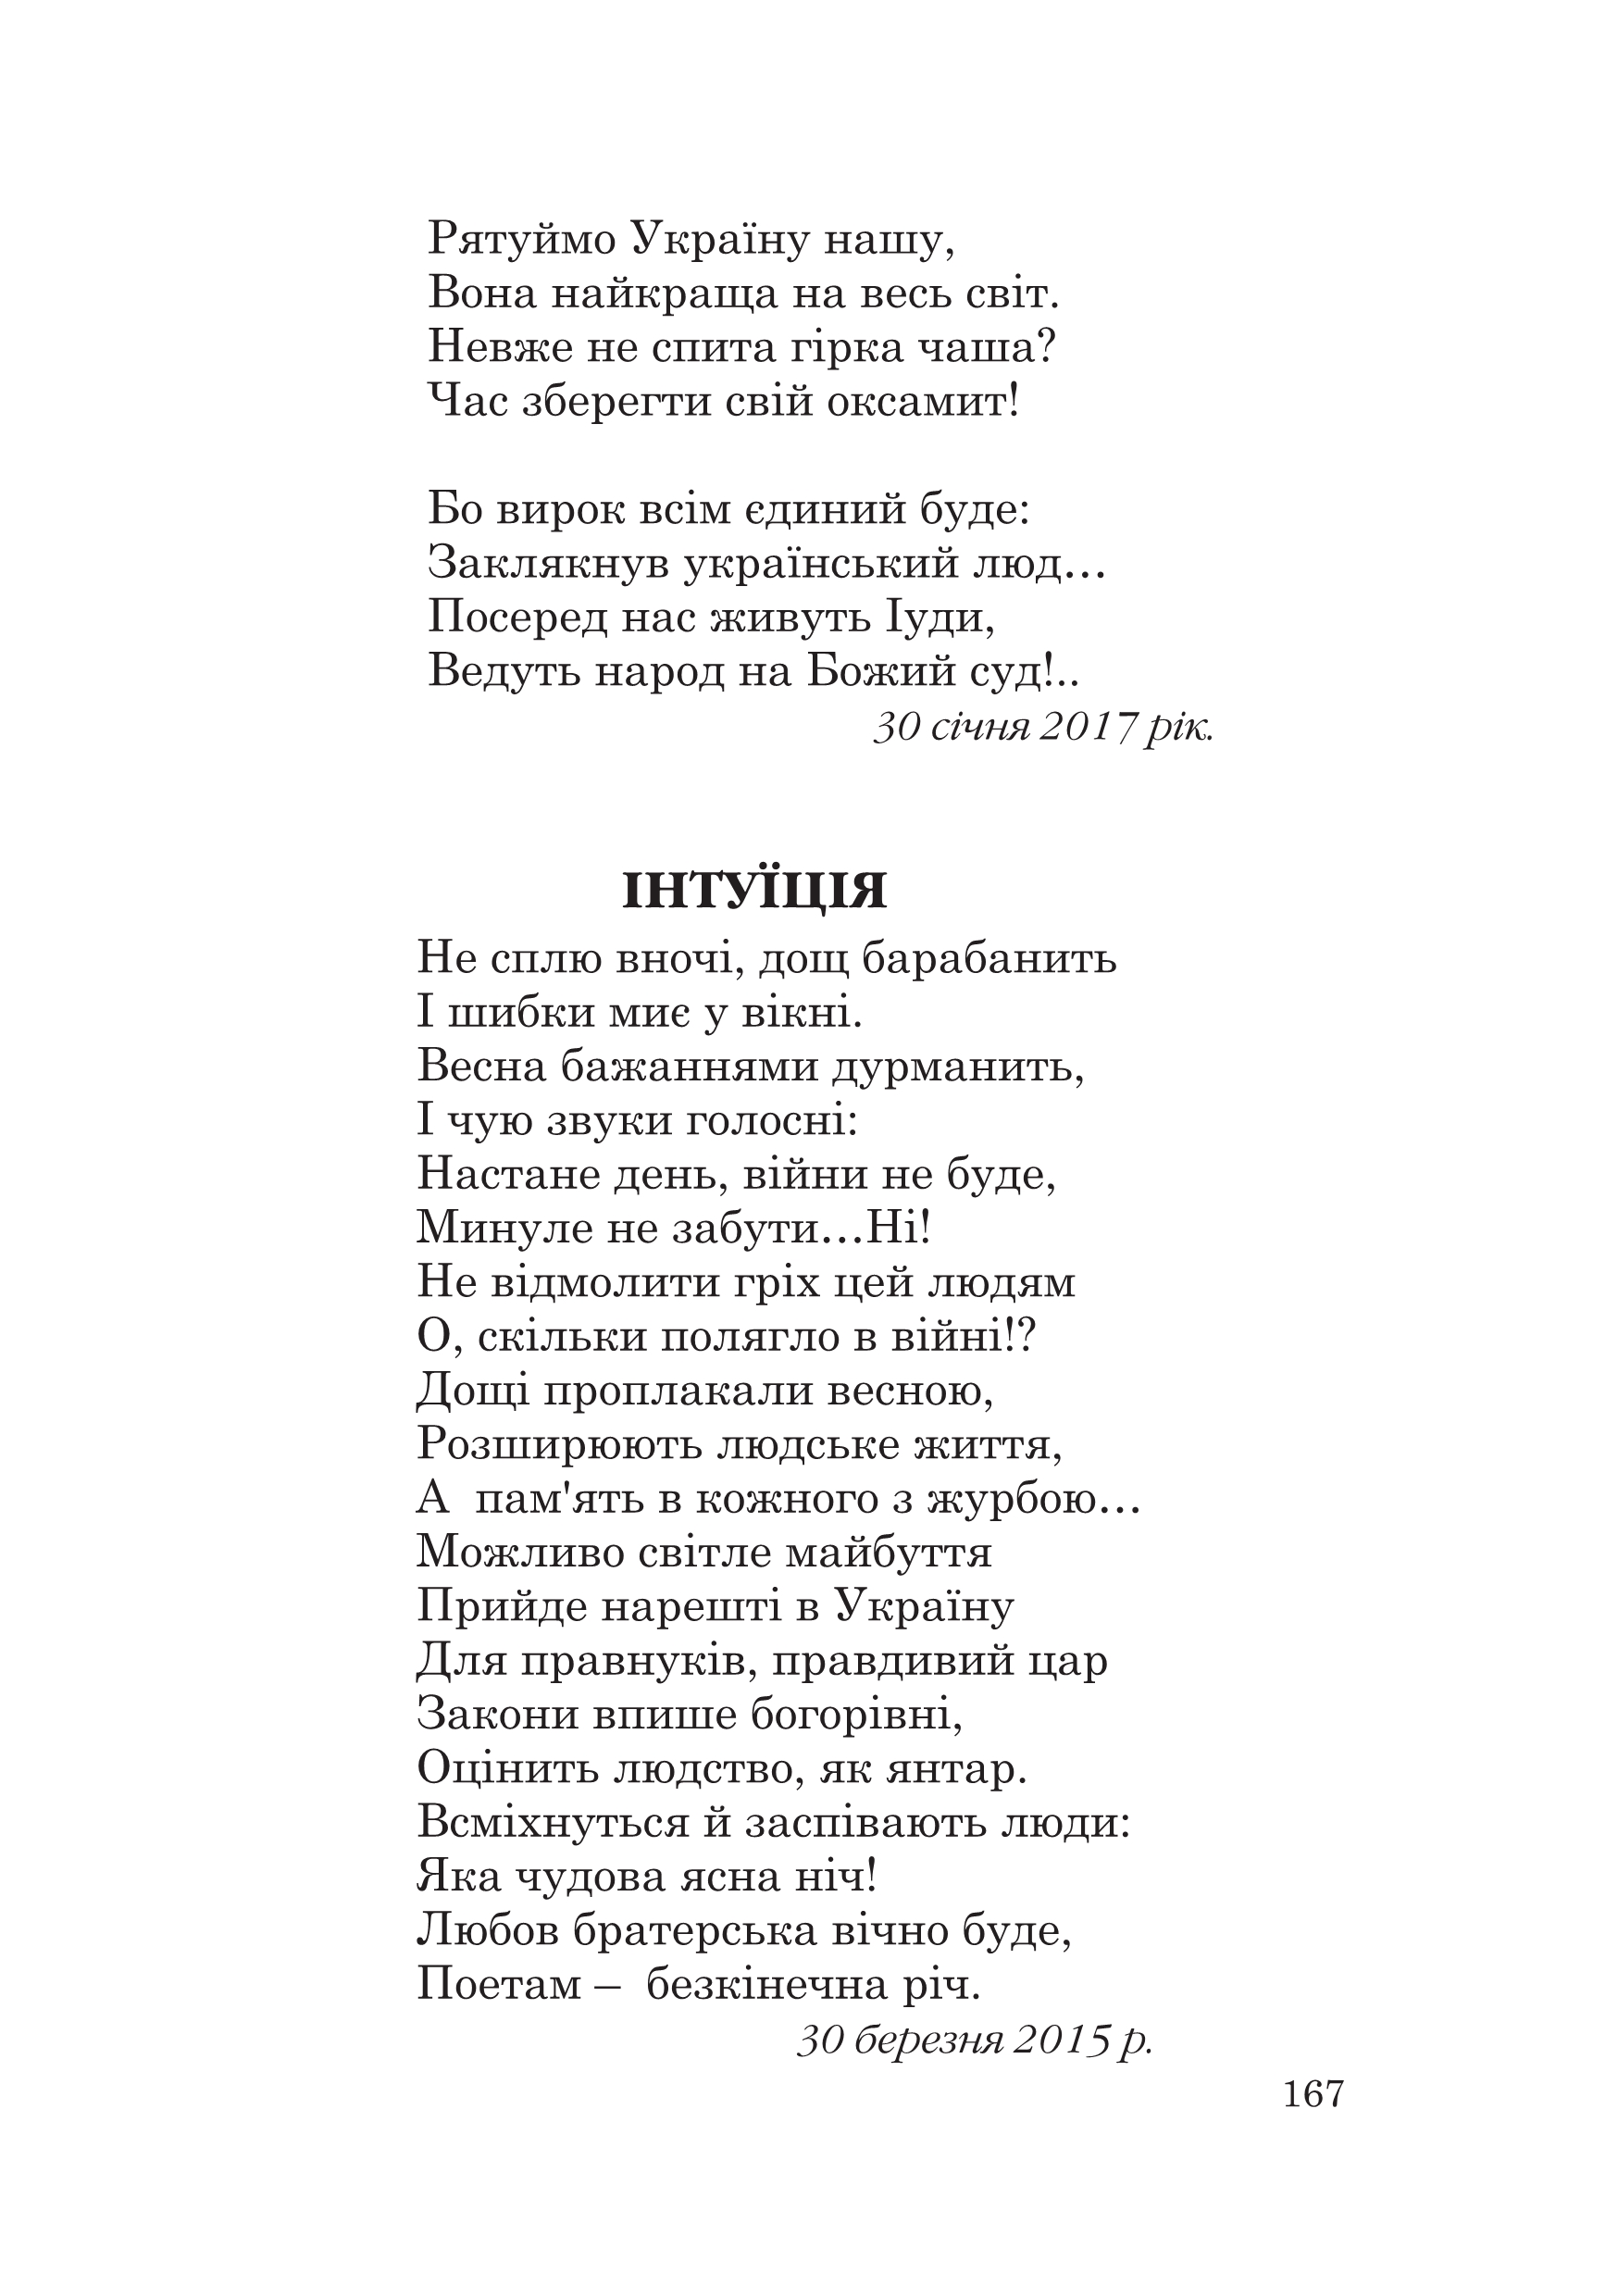 Рятуймо Україну нашу,
Вона найкраща на весь світ.
Невже не спита гірка чаша?
Час зберегти свій оксамит!
Бо вирок всім єдиний буде:
Заклякнув український люд...
Посеред нас живуть Іуди,
Ведуть народ на Божий суд!..
30 січня 2017 рік.
ІНТУЇЦІЯ
Не сплю вночі, дощ барабанить
І шибки миє у вікні.
Весна бажаннями дурманить,
І чую звуки голосні:
Настане день, війни не буде,
Минуле не забути...Ні!
Не відмолити гріх цей людям
О, скільки полягло в війні!?
Дощі проплакали весною,
Розширюють людське життя,
А  пам'ять в кожного з журбою...
Можливо світле майбуття
Прийде нарешті в Україну
Для правнуків, правдивий цар
Закони впише богорівні,
Оцінить людство, як янтар.
Всміхнуться й заспівають люди:
Яка чудова ясна ніч!
Любов братерська вічно буде,
Поетам –  безкінечна річ.
30 березня 2015 р.
167